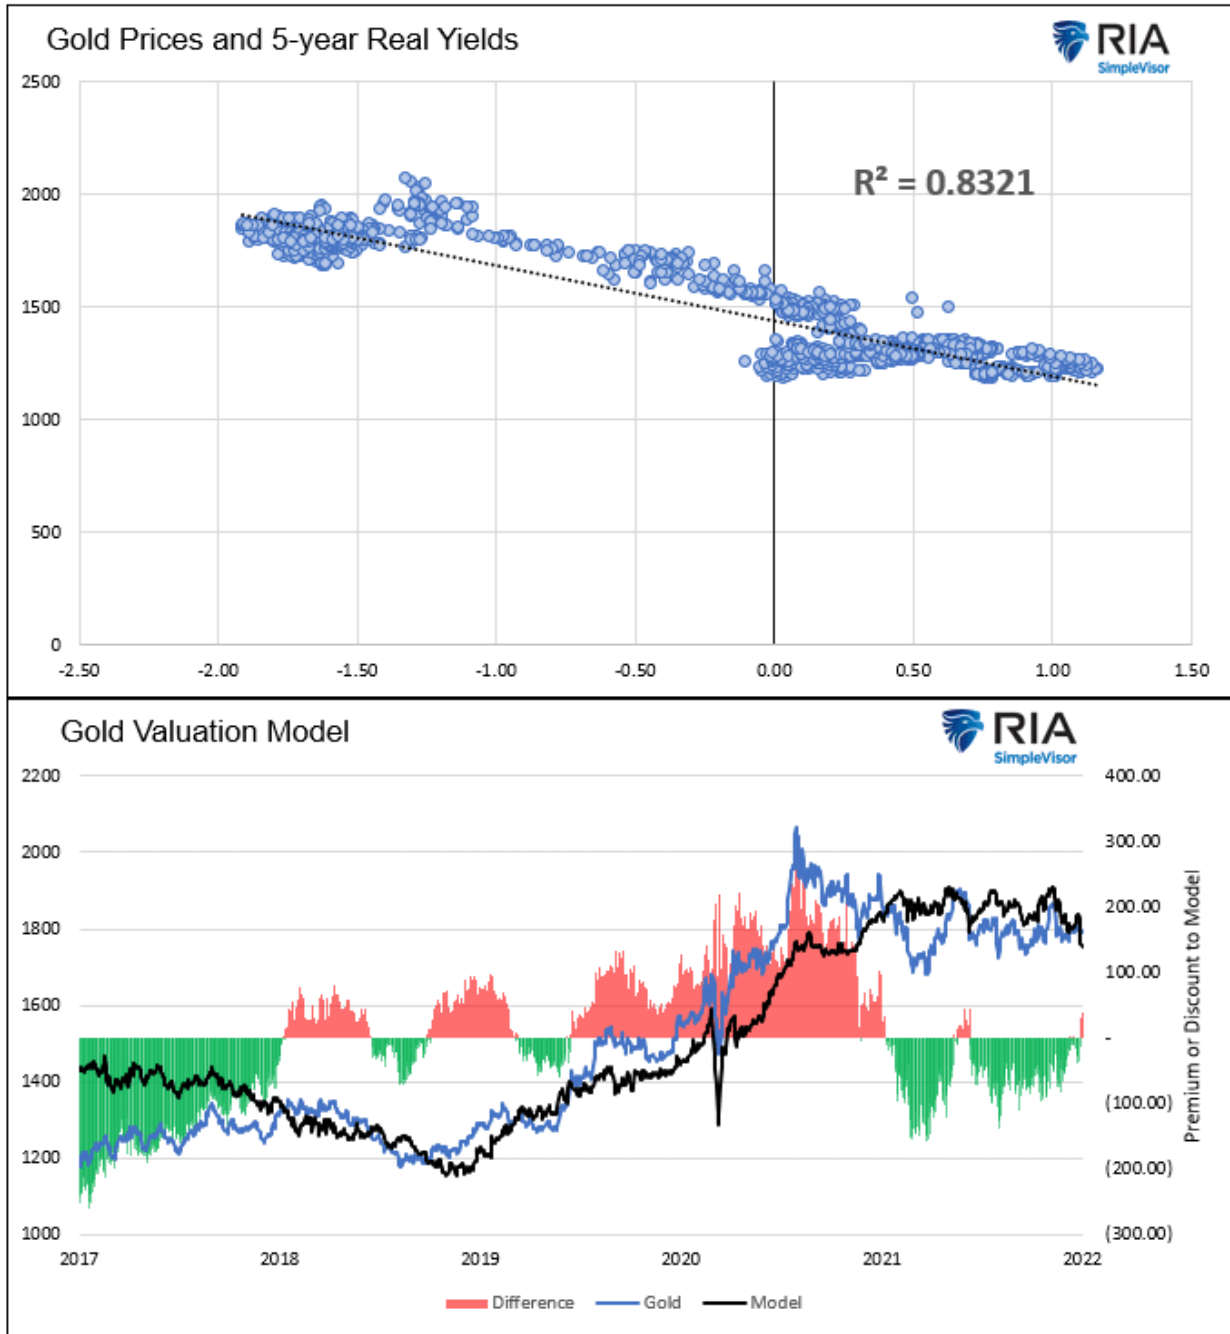 Gold Prices and 5-year Real Yields
RIA
SimpleVisor
2500
2000
1500
1000
500
0
R² = 0.8321
-2.50 -2.00 -1.50 -1.00 -0.50 0.00 0.50 1.00 1.50
Gold Valuation Model
RIA
SimpleVisor
2200 400.00
2000 300.00
1800 200.00
1600 100.00
1400 -
1200 (100.00)
1000 (200.00)
(300.00)
Premium or Discount to Model
2017 2018 2019 2020 2021 2022
Difference Gold Model